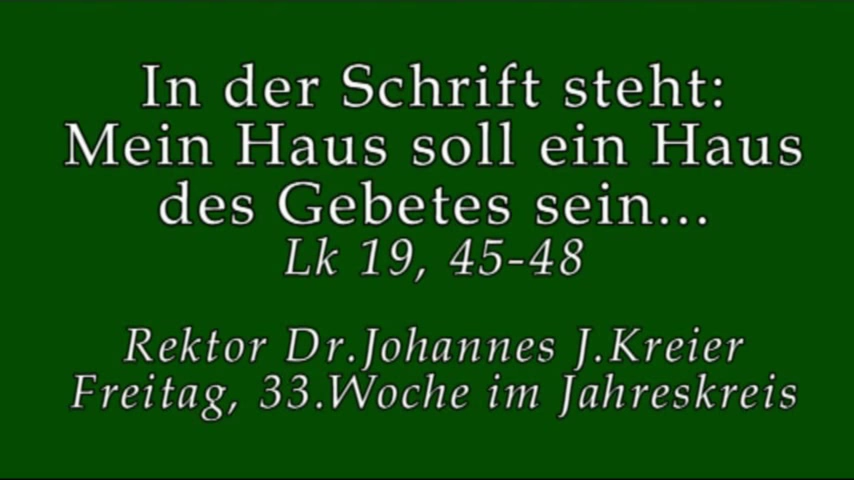 In der Schrift steht:
Mein Haus soll ein Haus
des Gebetes sein...
Lk 19, 45-48
Rektor Dr.Johannes J.Kreier
Freitag, 33.Woche im Jahreskreis